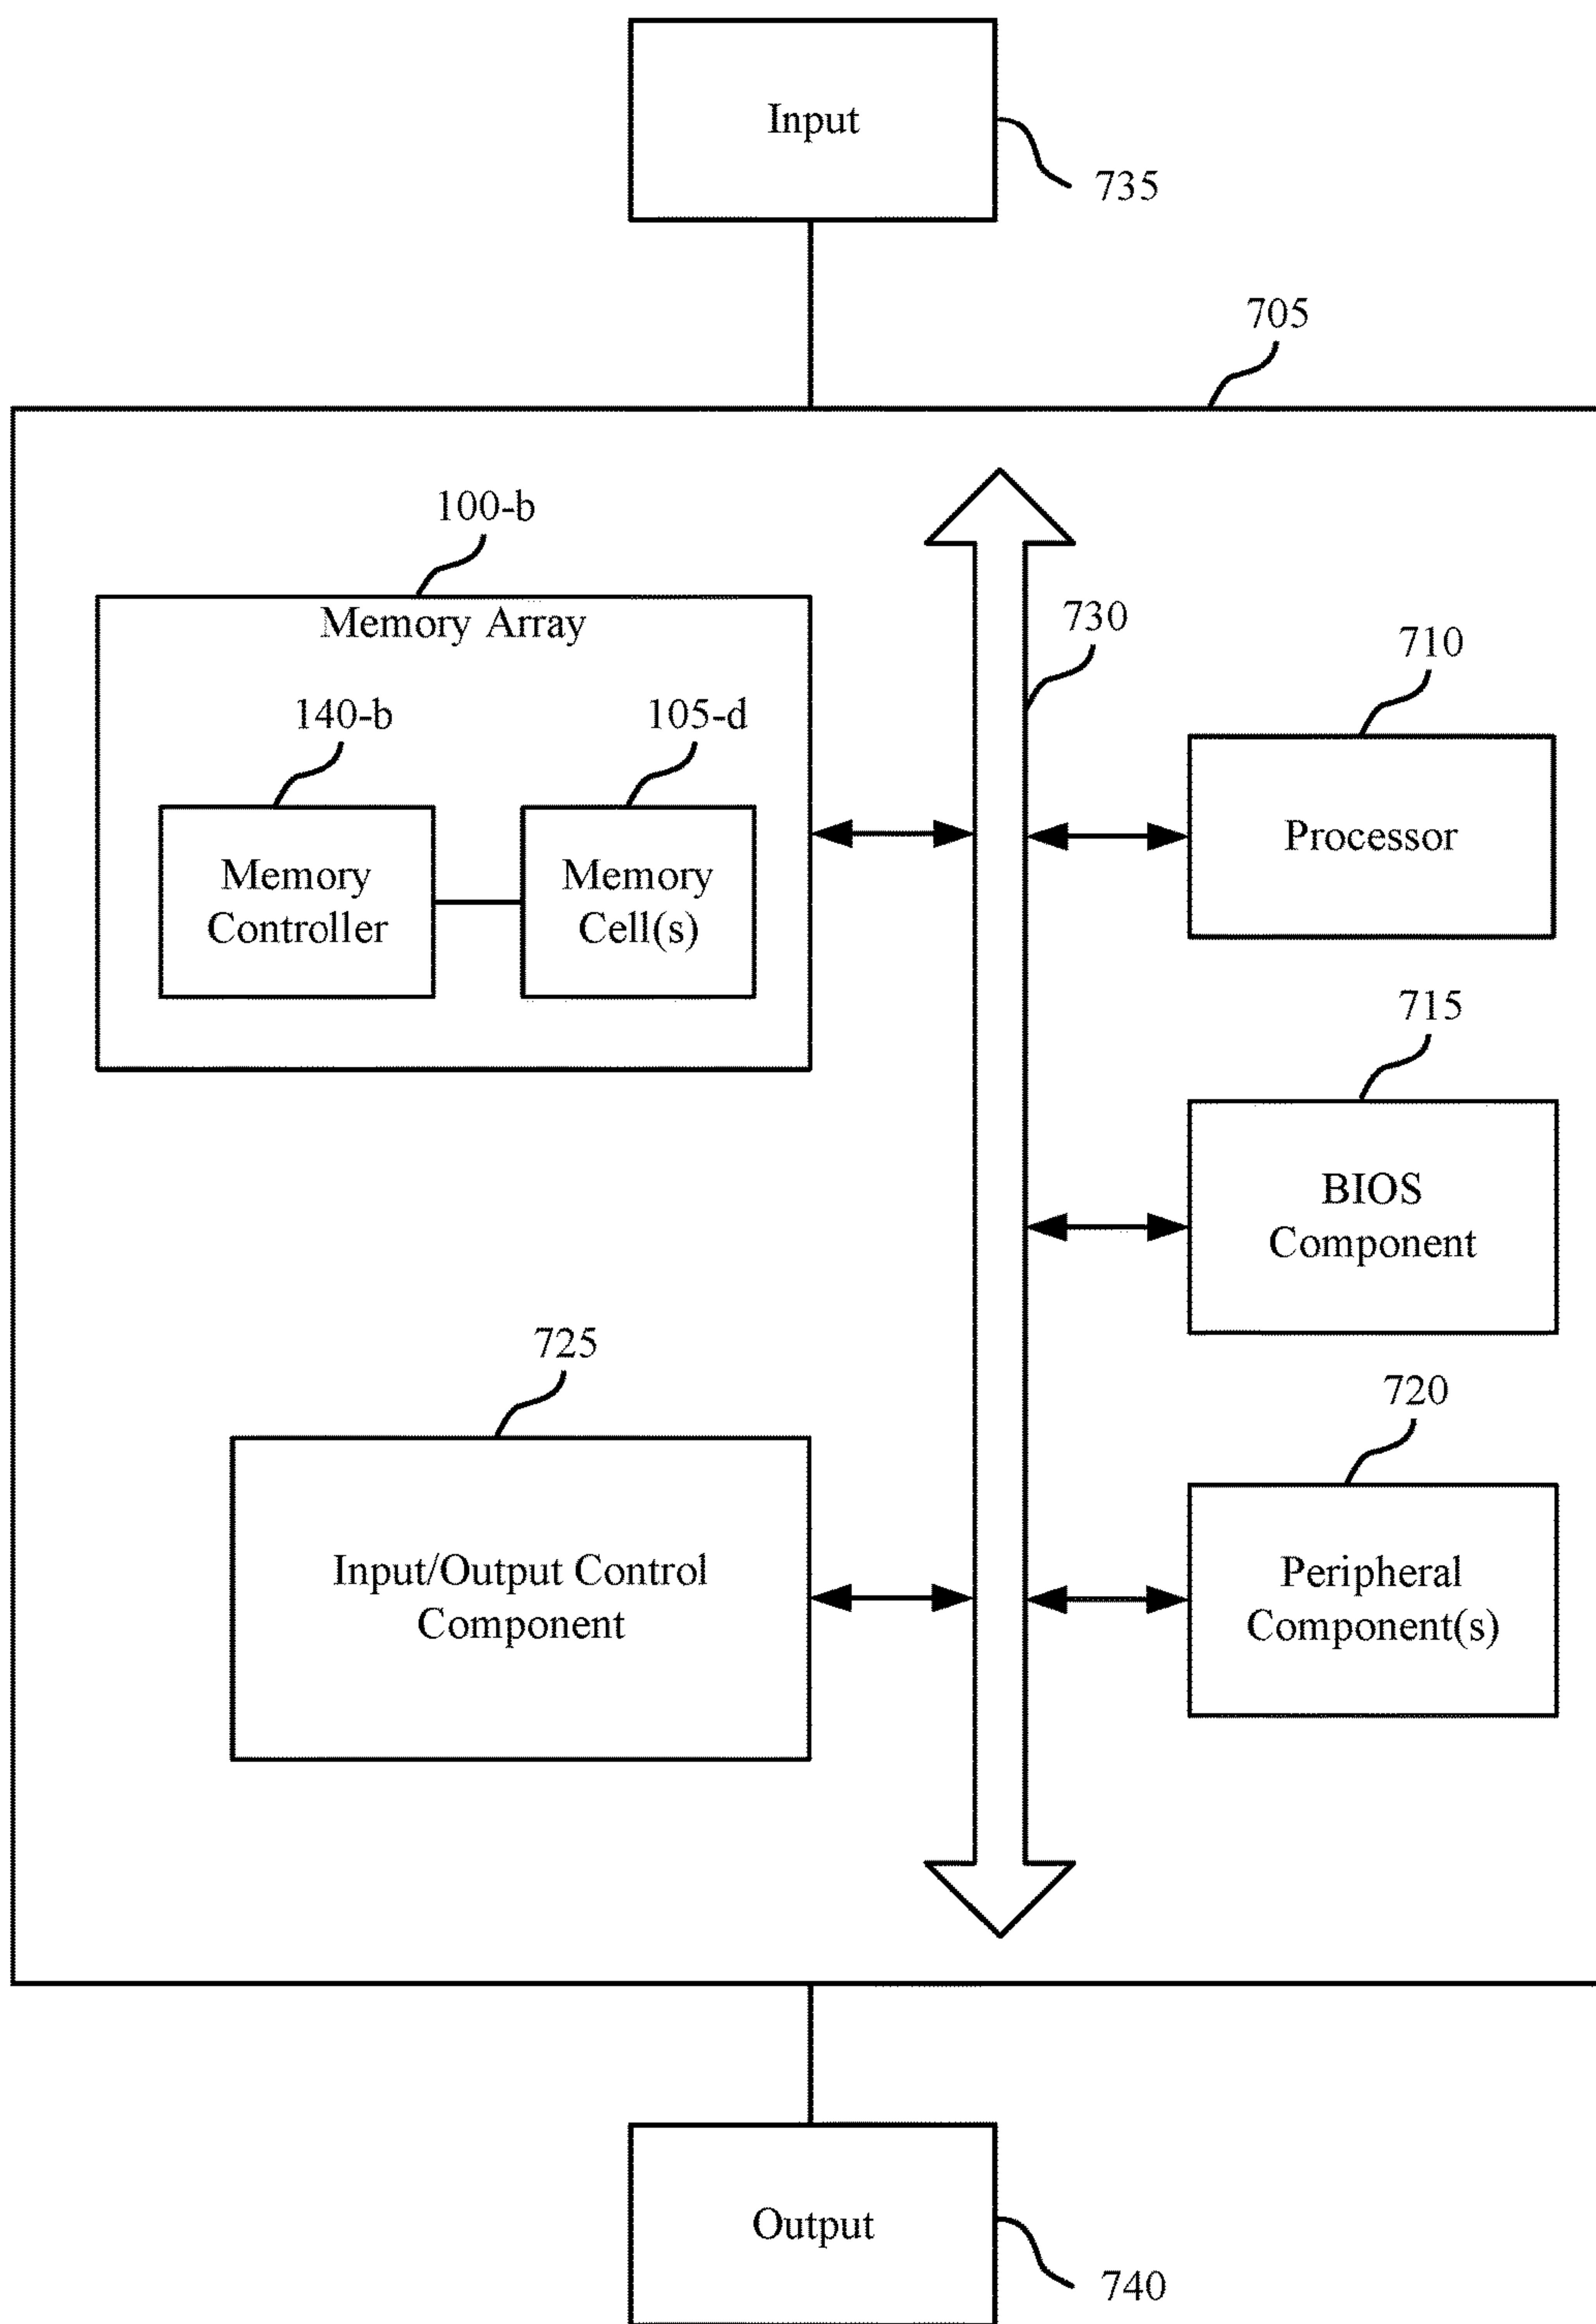 Input
735
705
100-b
Memory Array
730
710
140-b
105-d
Memory
Controller
Memory
Cell(s)
Processor
715
BIOS
Component
725
720
Input/Output Control
Component
Peripheral
Component(s)
Output
740